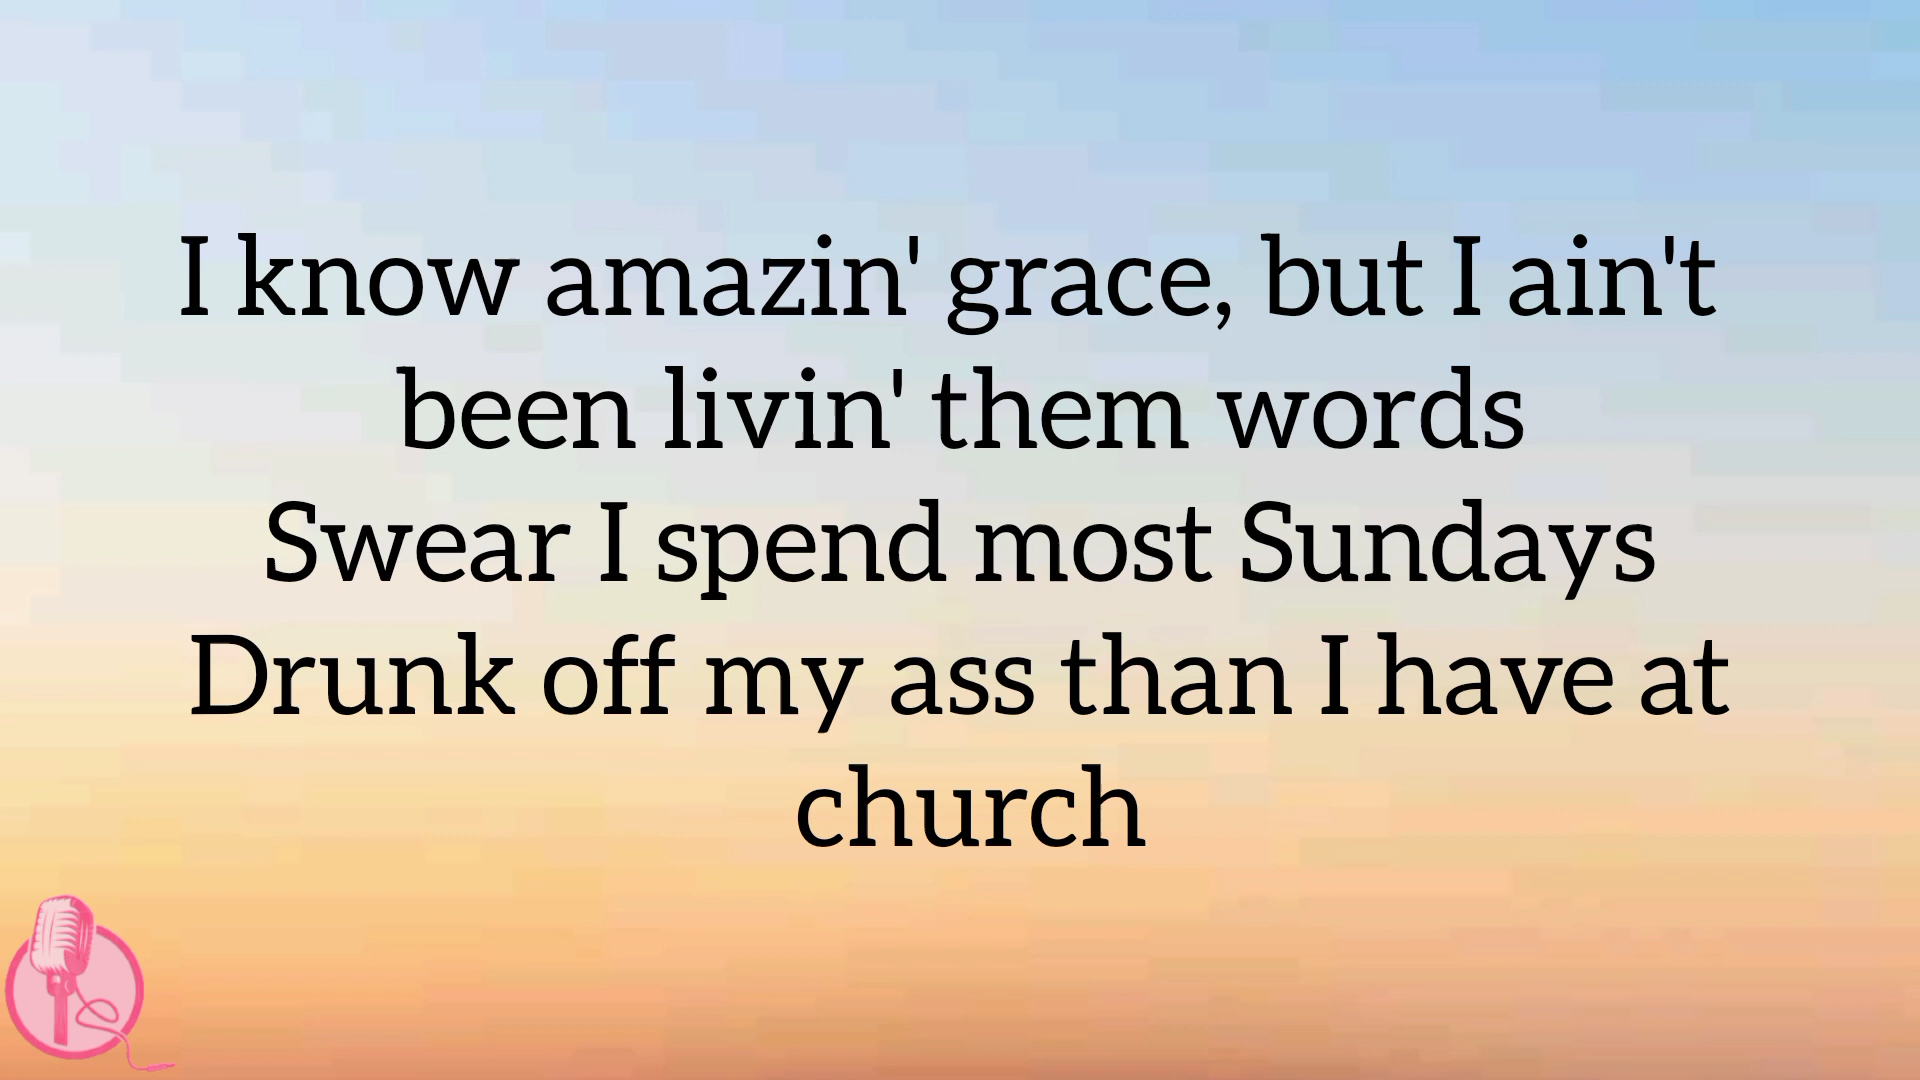 I know amazin' grace, but I ain't
been livin' them words
Swear I spend most Sundays
Drunk off my ass than I have at
church